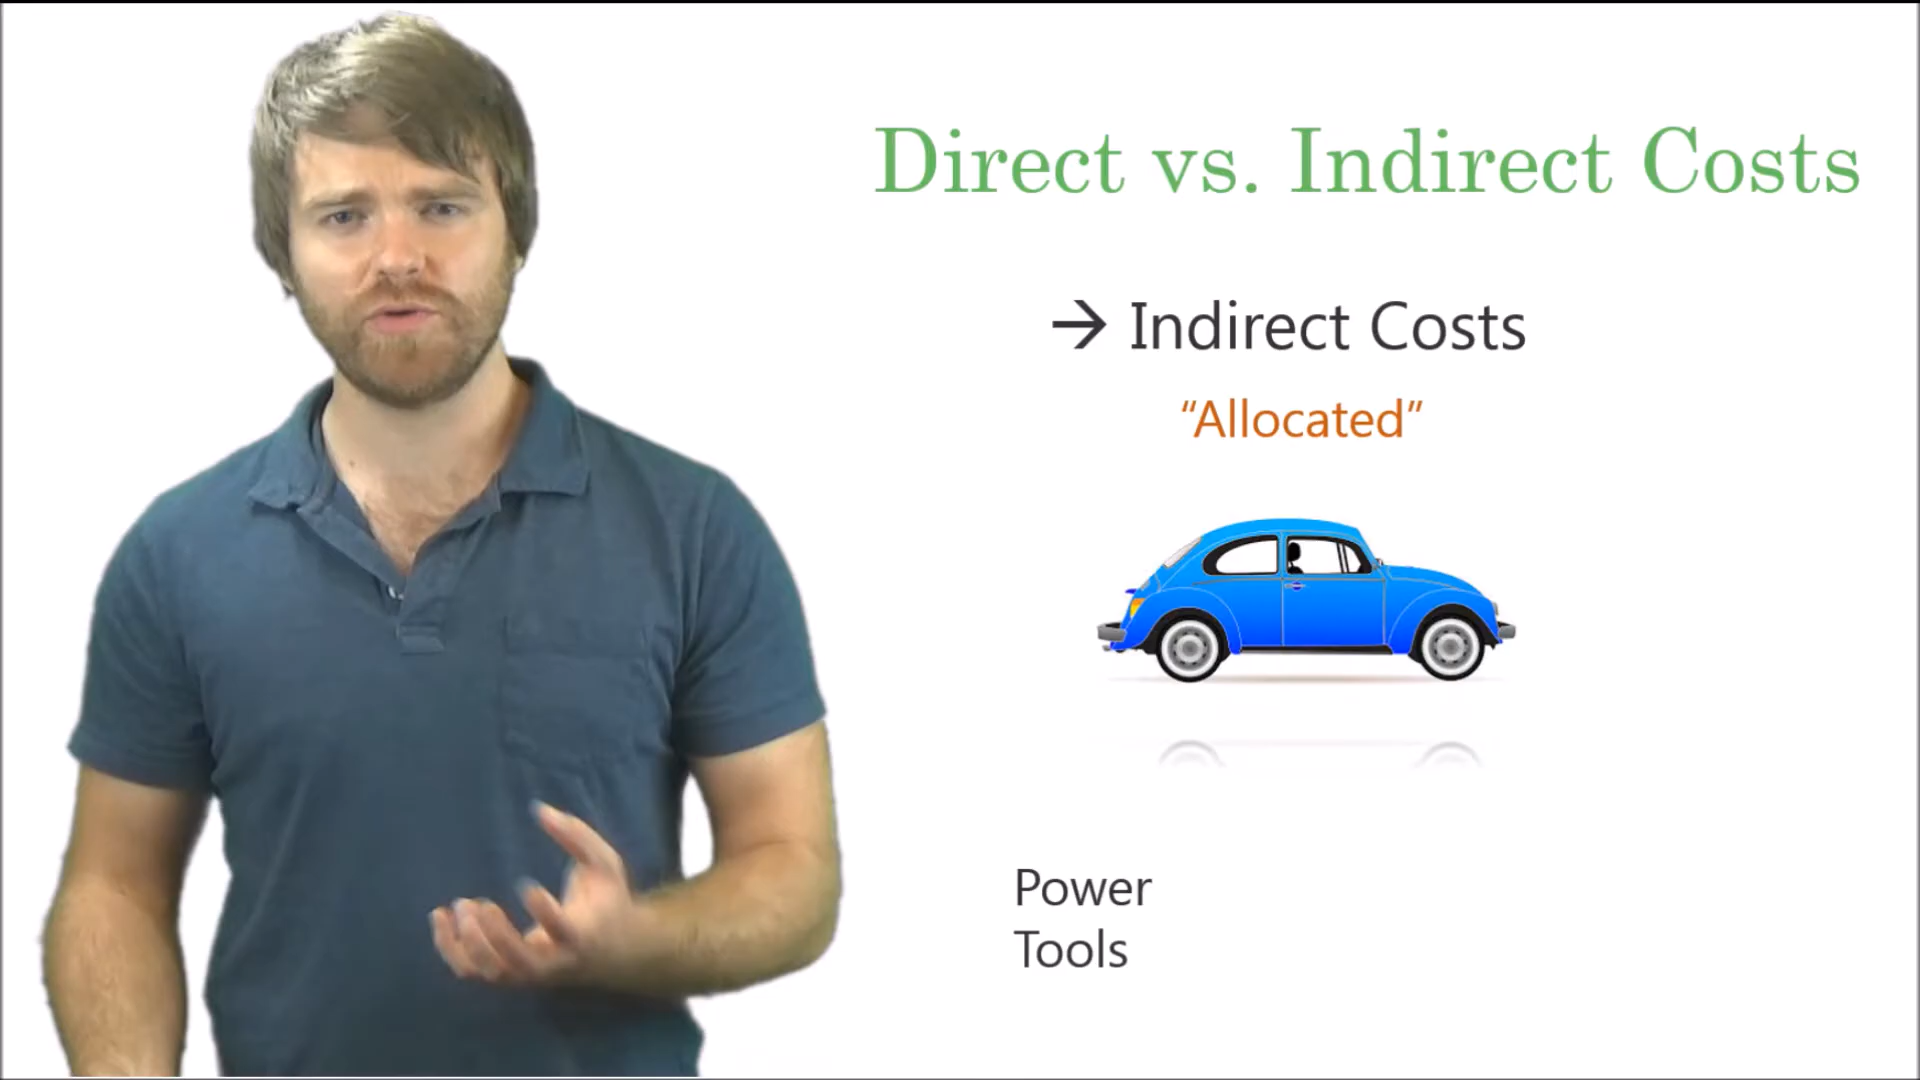 Direct vs. Indirect Costs
→ Indirect Costs
“Allocated”
Power
Tools